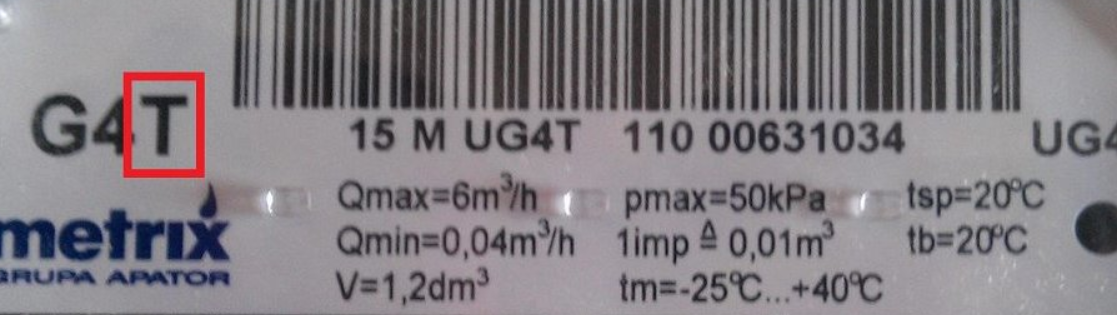 G4T
15 M UG4T 110 00631034 UG4
Qmax=6m³/h pmax=50kPa tsp=20°C
Qmin=0,04m³/h 1imp ≙ 0,01m³ tb=20°C
V=1,2dm³ tm=-25°C...+40°C
metrix
GRUPA APATOR